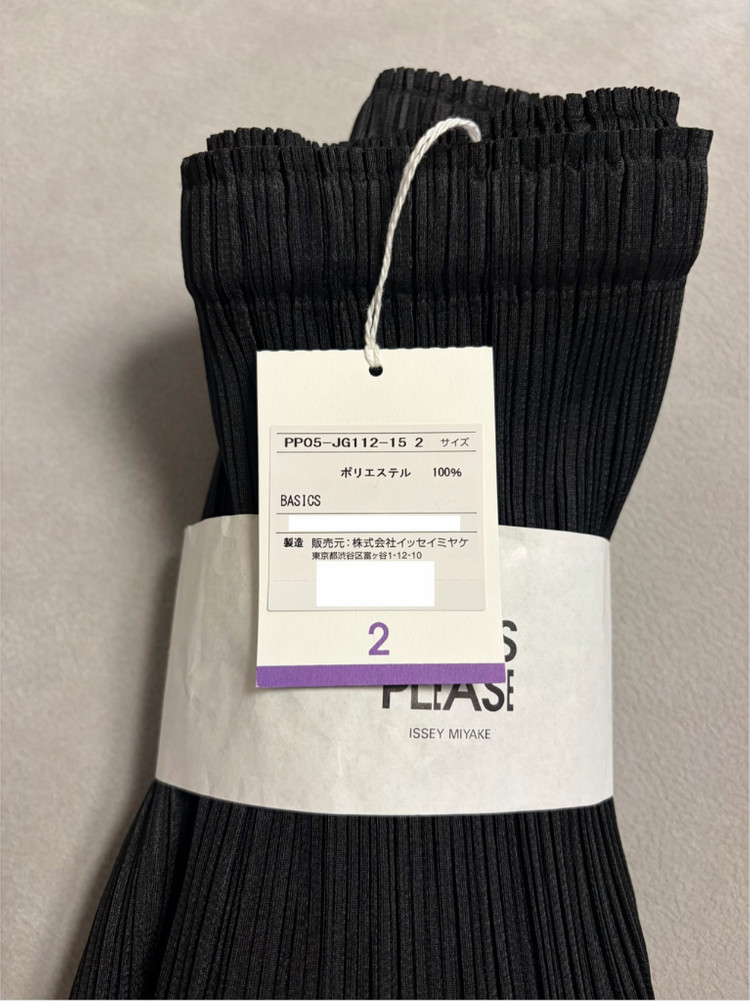 PP05-JG112-15 2 サイズ
ポリエステル 100%
BASICS
製造 販売元:株式会社イッセイミヤケ
東京都渋谷区富ヶ谷1-12-10
2
S
PLEASE
ISSEY MIYAKE